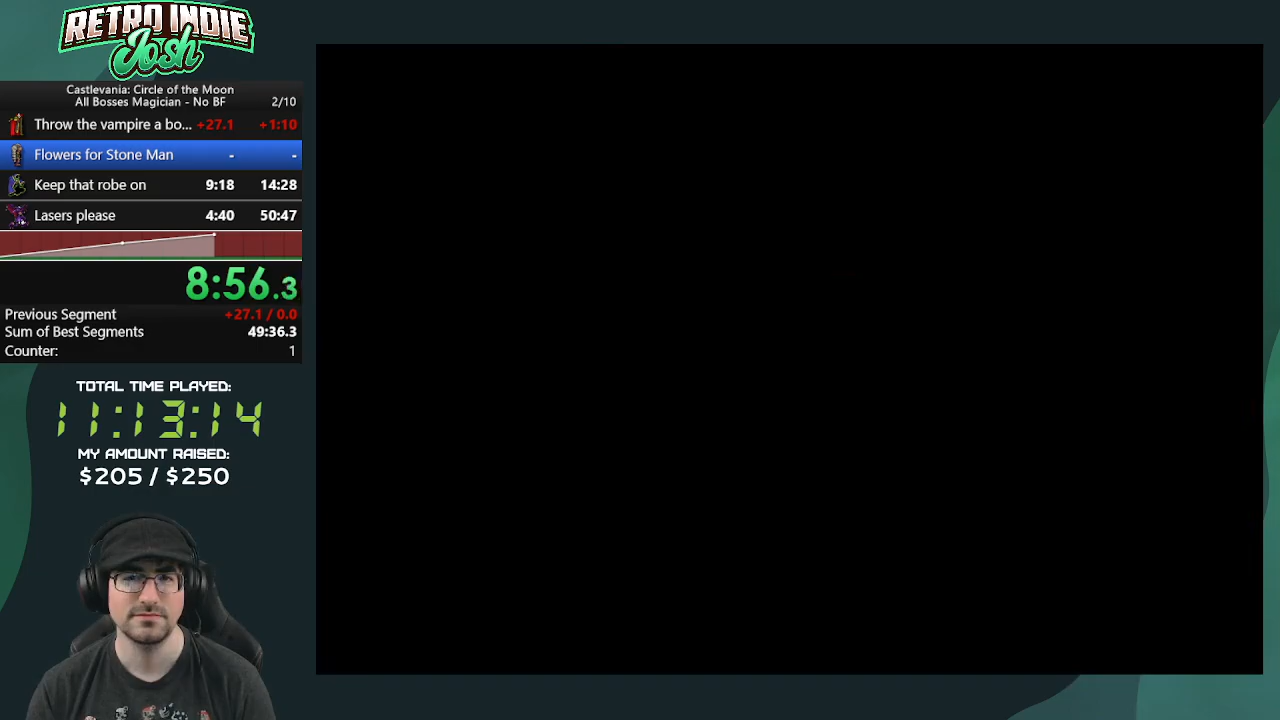 RETRO INDIE
Josh
Castlevania: Circle of the Moon
All Bosses Magician - No BF 2/10
Throw the vampire a bo... +27.1 +1:10
Flowers for Stone Man - -
Keep that robe on 9:18 14:28
Lasers please 4:40 50:47
8:56.3
Previous Segment +27.1 / 0.0
Sum of Best Segments 49:36.3
Counter: 1
TOTAL TIME PLAYED:
11:13:14
MY AMOUNT RAISED:
$205 / $250